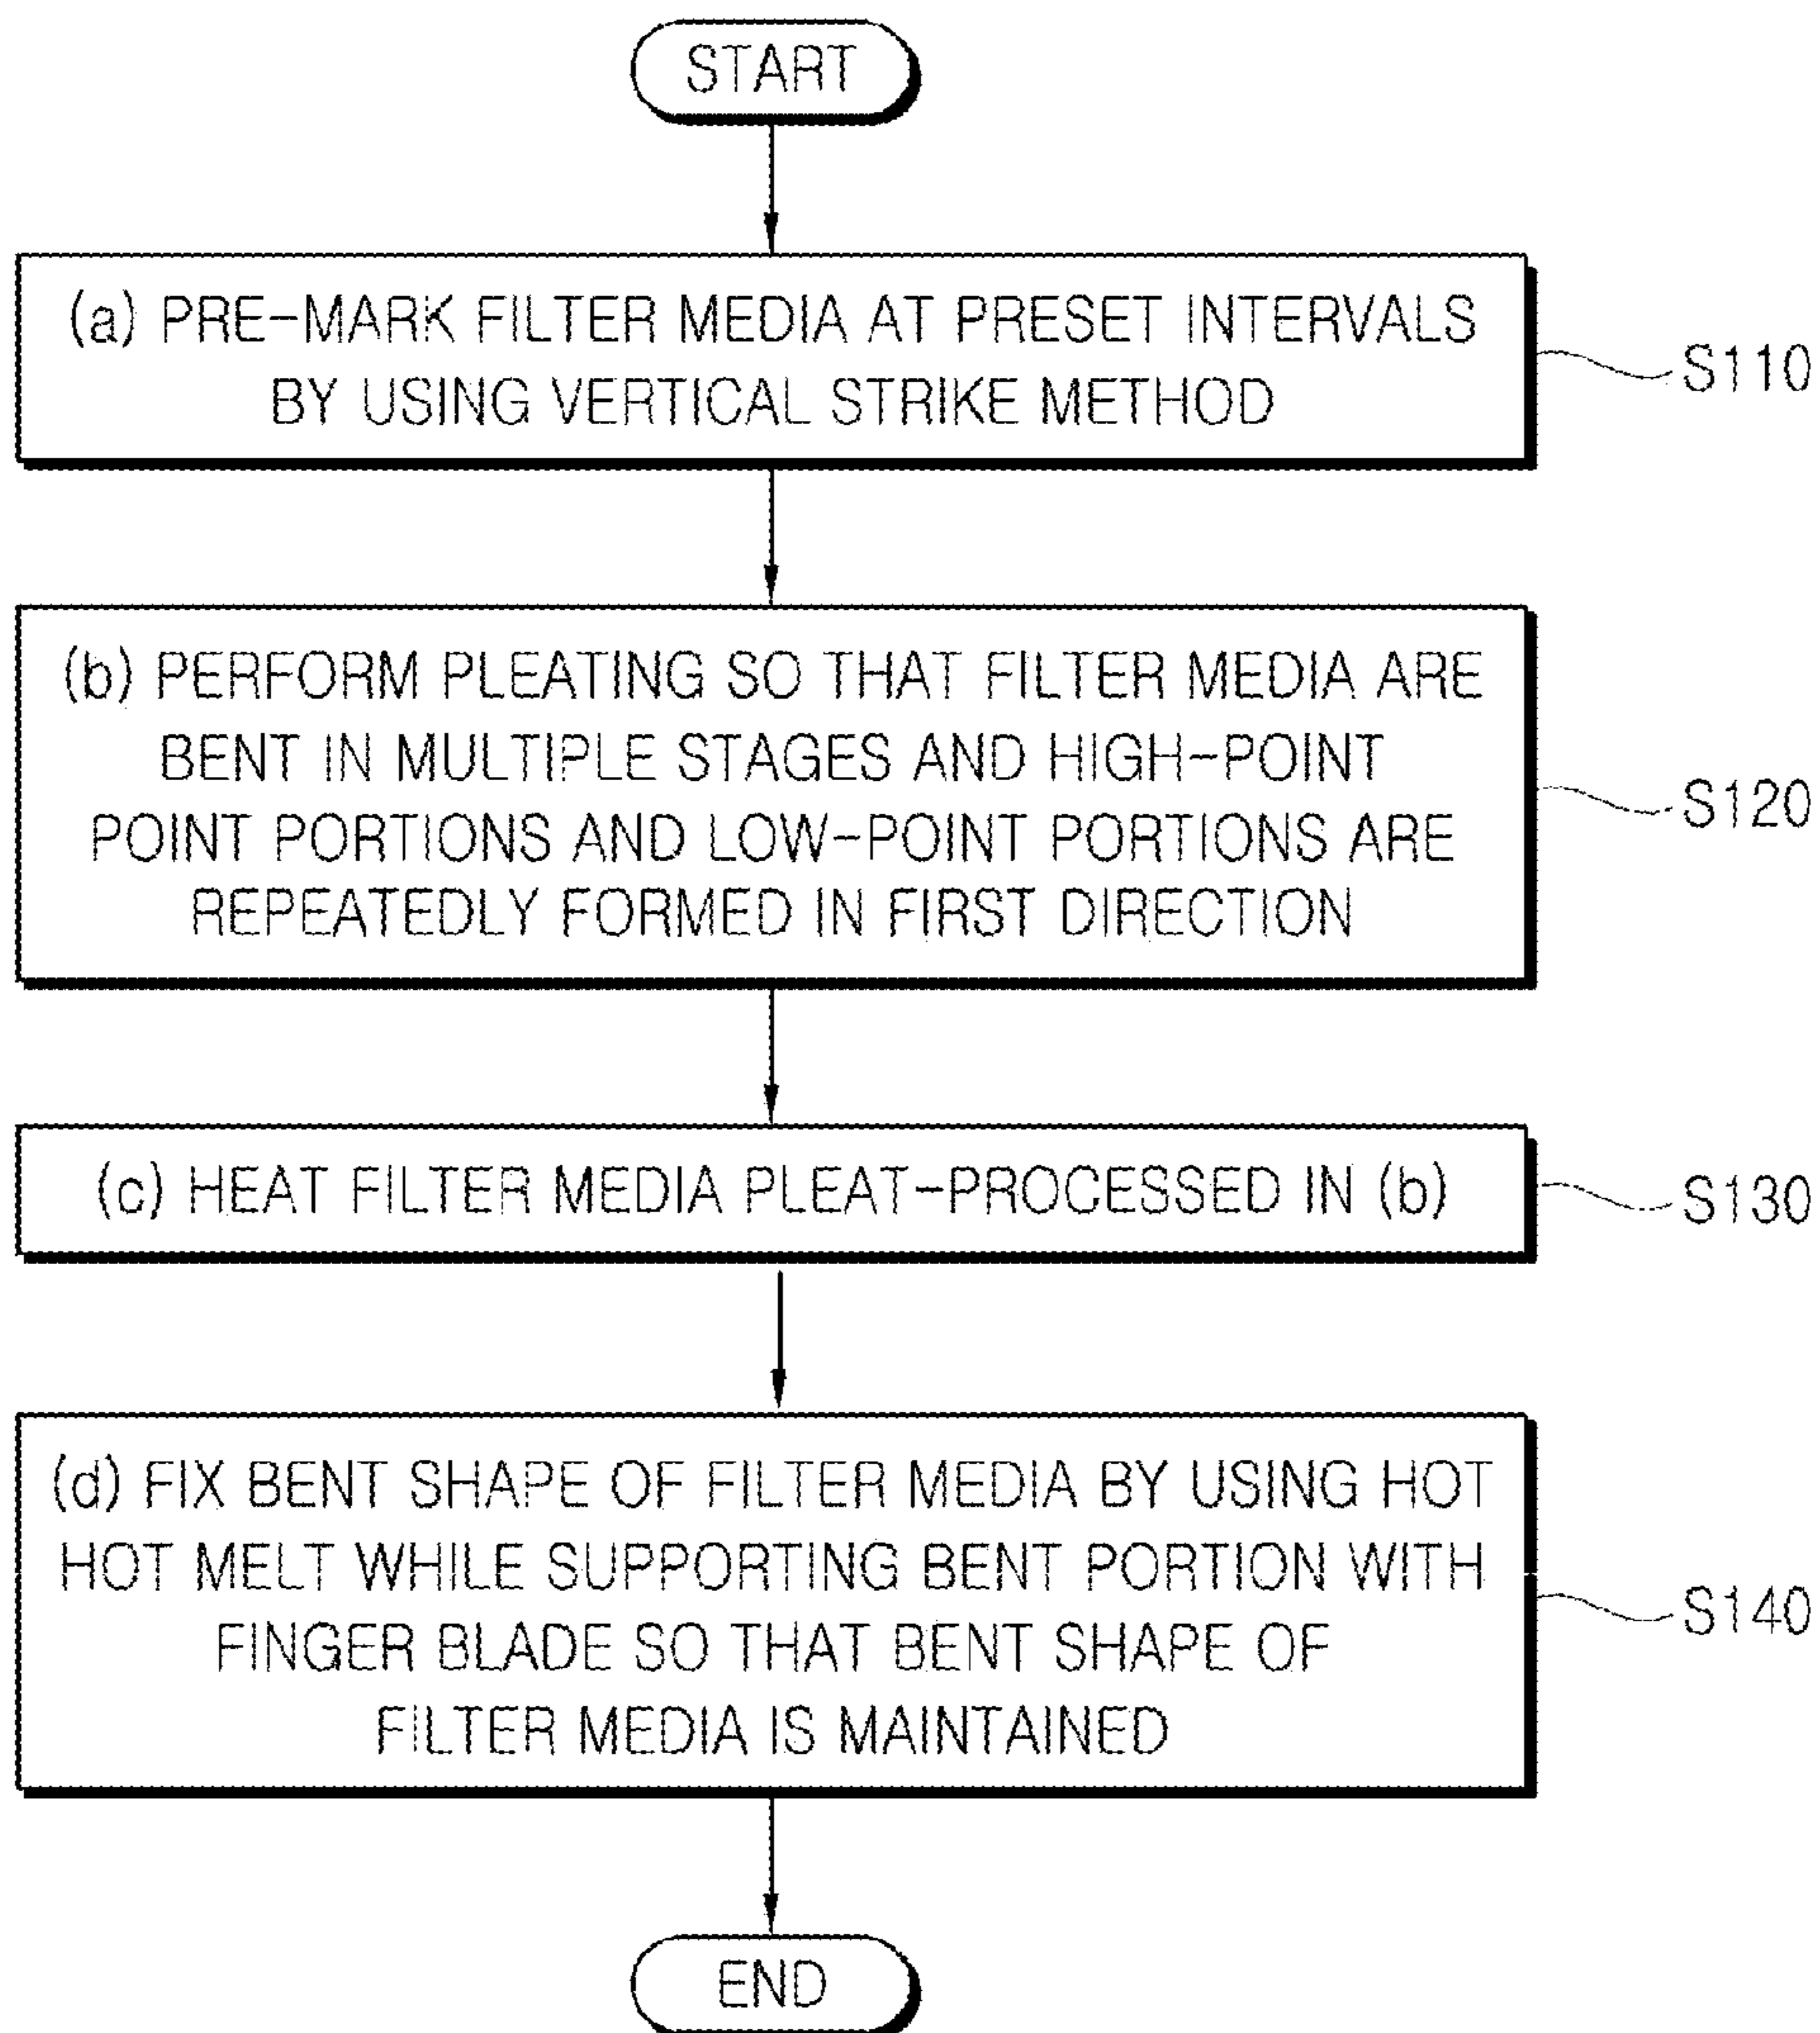 START
(a) PRE-MARK FILTER MEDIA AT PRESET INTERVALS
BY USING VERTICAL STRIKE METHOD
S110
(b) PERFORM PLEATING SO THAT FILTER MEDIA ARE
BENT IN MULTIPLE STAGES AND HIGH-POINT
POINT PORTIONS AND LOW-POINT PORTIONS ARE
REPEATEDLY FORMED IN FIRST DIRECTION
S120
(c) HEAT FILTER MEDIA PLEAT-PROCESSED IN (b)
S130
(d) FIX BENT SHAPE OF FILTER MEDIA BY USING HOT
HOT MELT WHILE SUPPORTING BENT PORTION WITH
FINGER BLADE SO THAT BENT SHAPE OF
FILTER MEDIA IS MAINTAINED
S140
END